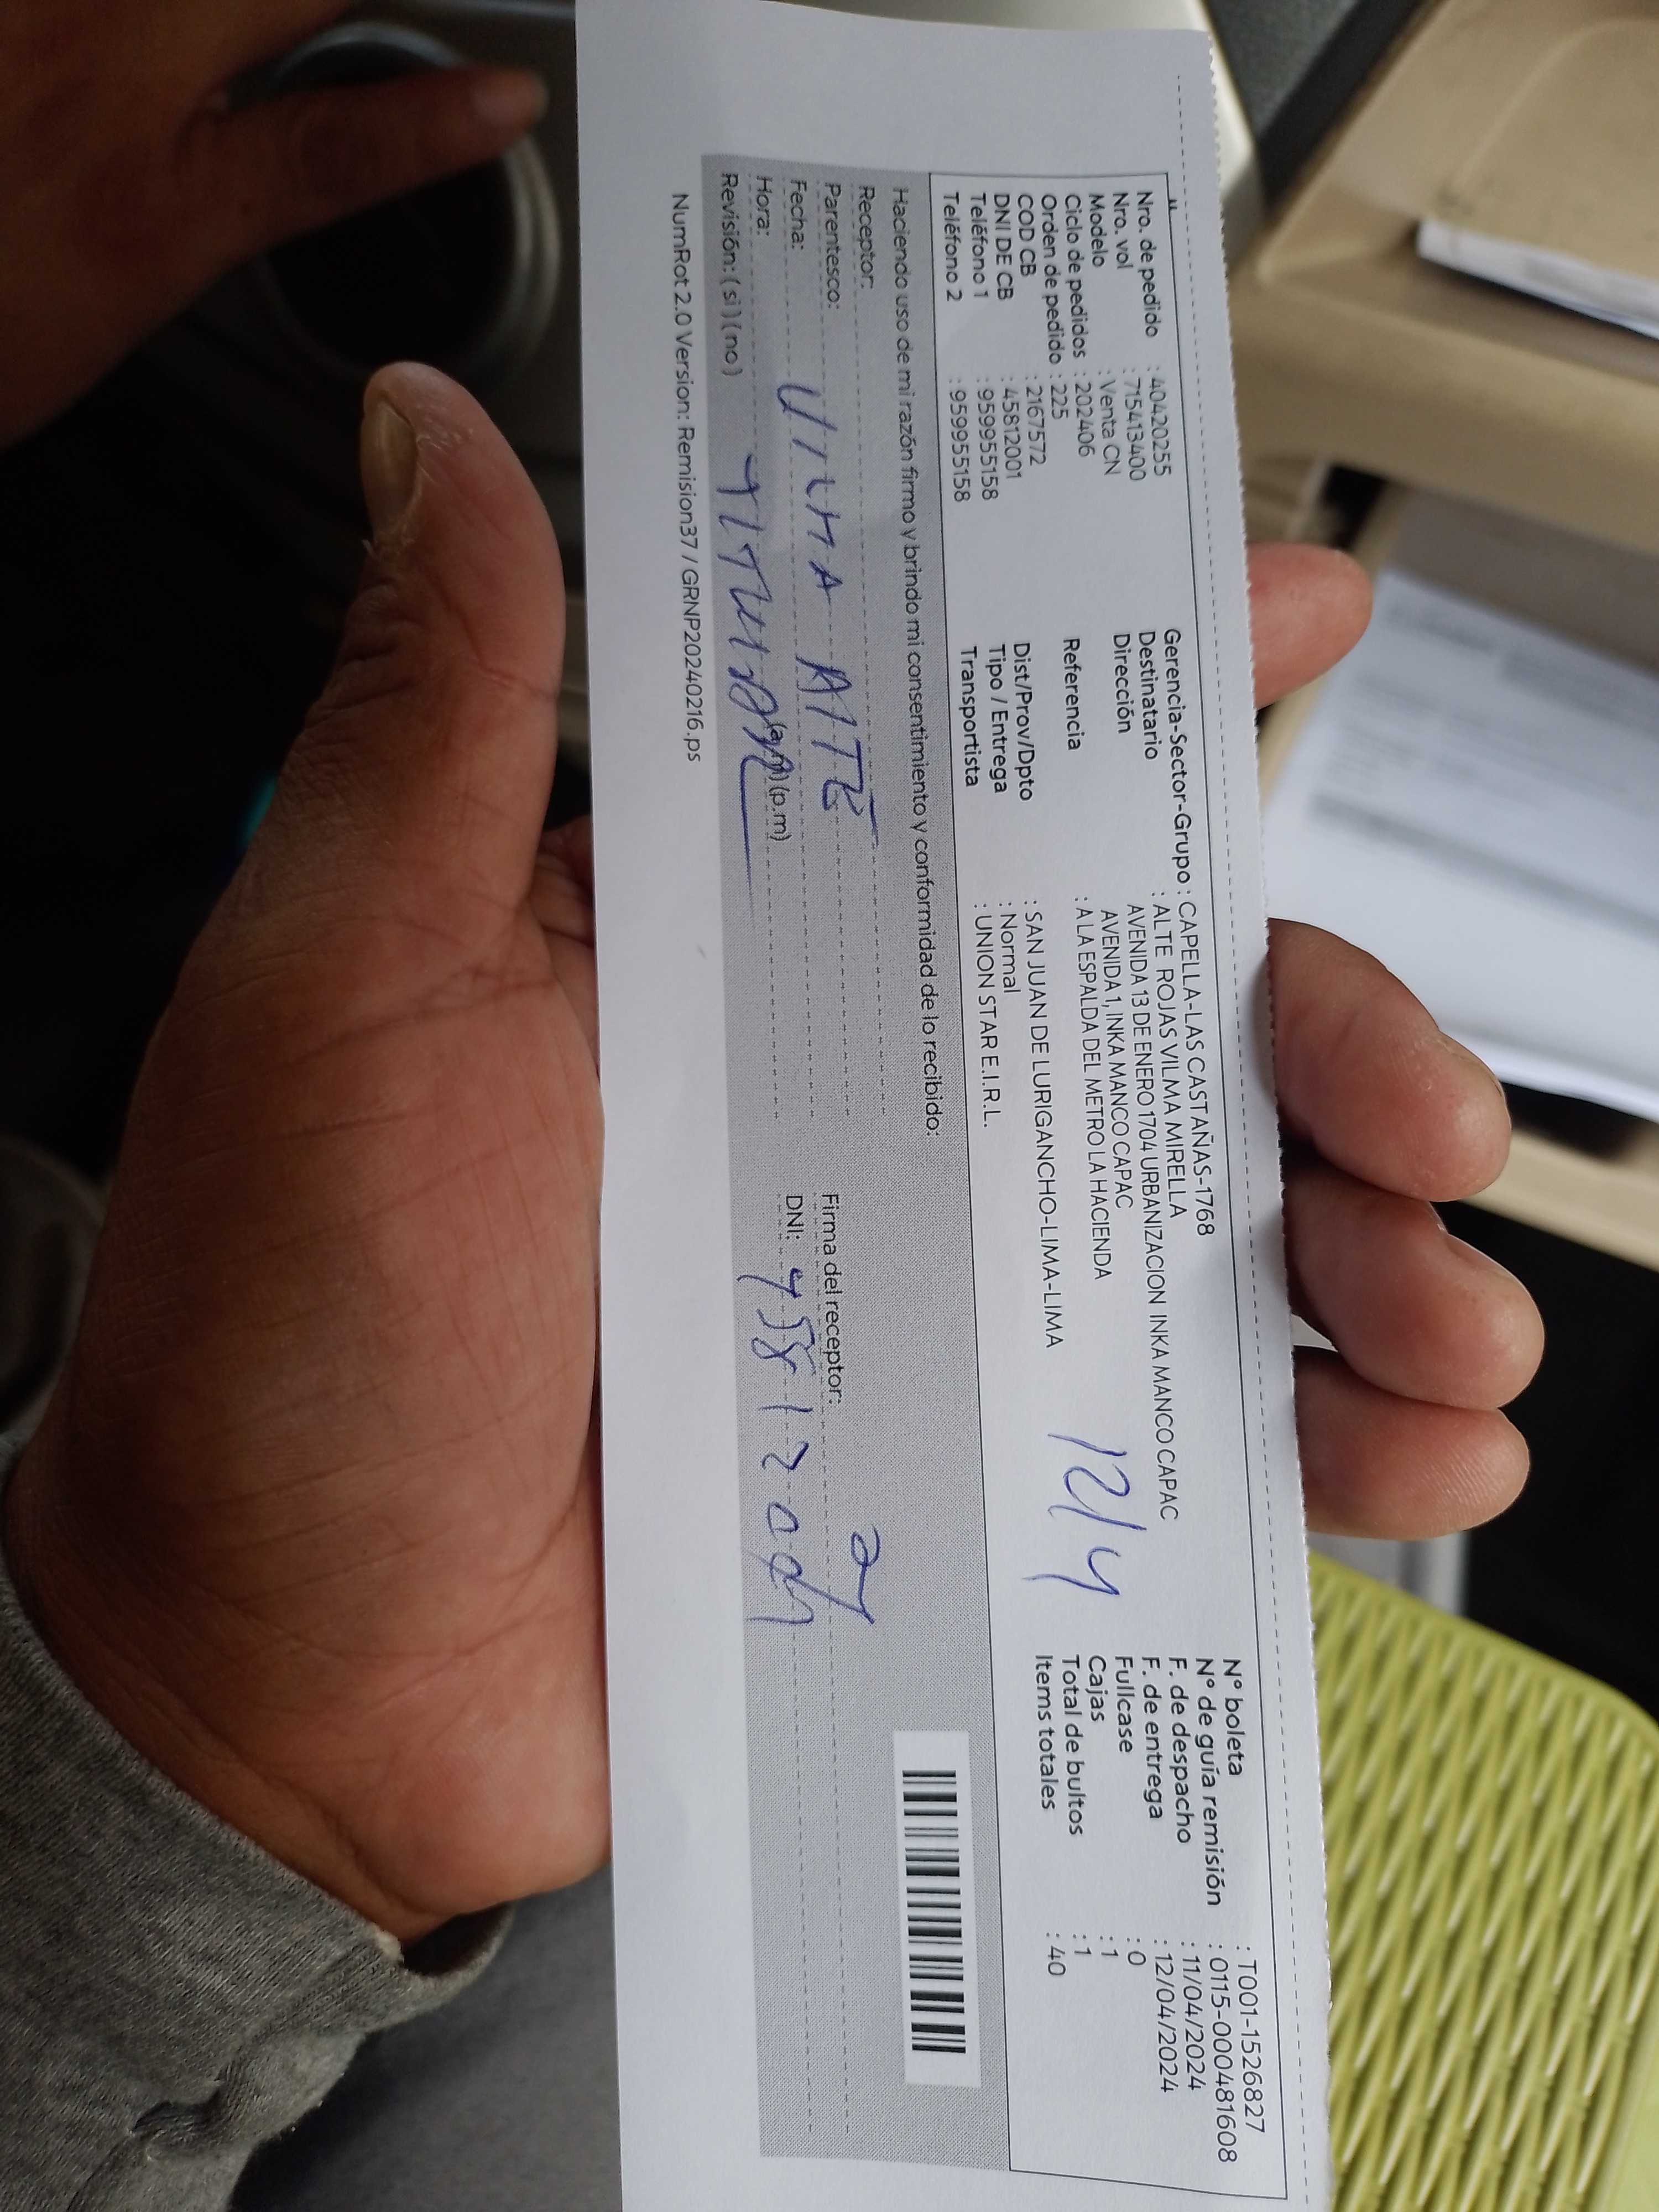 Nro. de pedido : 40420255
Nro. vol : 715413400
Modelo : Venta CN
Ciclo de pedidos : 202406
Orden de pedido : 225
COD CB : 2167572
DNI DE CB : 45812001
Teléfono 1 : 959955158
Teléfono 2 : 959955158
Gerencia-Sector-Grupo : CAPELLA-LAS CASTAÑAS-1768
Destinatario : ALTE ROJAS VILMA MIRELLA
Dirección AVENIDA 13 DE ENERO 1704 URBANIZACION INKA MANCO CAPAC
AVENIDA 1, INKA MANCO CAPAC
Referencia : A LA ESPALDA DEL METRO LA HACIENDA
Dist/Prov/Dpto : SAN JUAN DE LURIGANCHO-LIMA-LIMA
Tipo / Entrega : Normal
Transportista : UNION STAR E.I.R.L.
12/4
N° boleta : T001-1526827
N° de guía remisión : 0115-000481608
F. de despacho : 11/04/2024
F. de entrega : 12/04/2024
Fullcase : 0
Cajas : 1
Total de bultos : 1
Items totales : 40
Haciendo uso de mi razón firmo y brindo mi consentimiento y conformidad de lo recibido:
Receptor:
Parentesco:
Fecha: VILMA ALTE
Hora: (a.m) (p.m)
Revisión: (si) (no)
Firma del receptor:
DNI: 45812001
NumRot 2.0 Version: Remision37 / GRNP20240216.ps